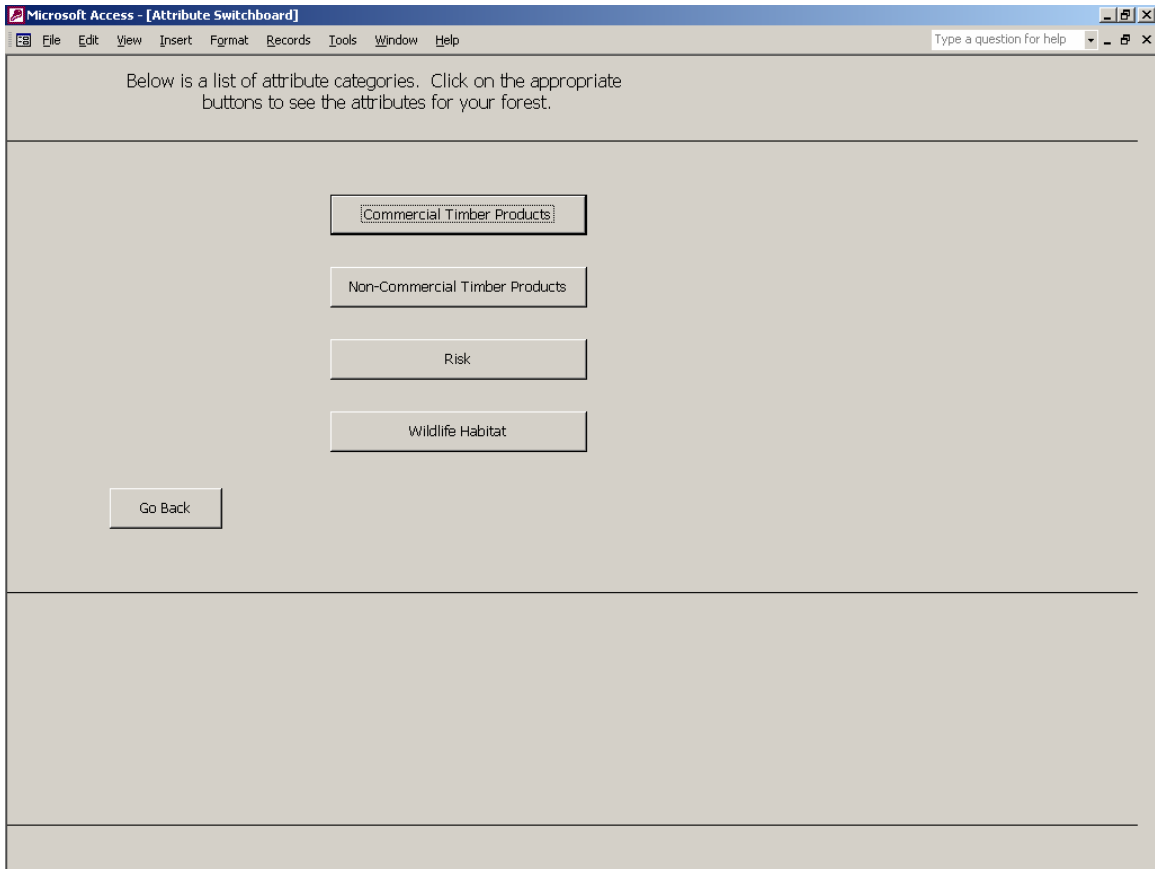 Microsoft Access - [Attribute Switchboard]
File Edit View Insert Format Records Tools Window Help Type a question for help
Below is a list of attribute categories. Click on the appropriate
buttons to see the attributes for your forest.
Commercial Timber Products
Non-Commercial Timber Products
Risk
Wildlife Habitat
Go Back